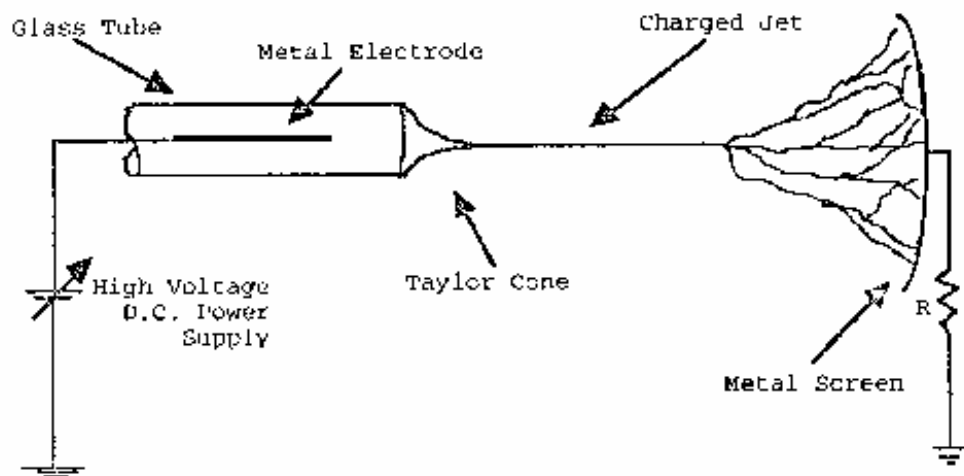 Glass Tube
Metal Electrode
Charged Jet
Taylor Cone
High Voltage
D.C. Power
Supply
R
Metal Screen